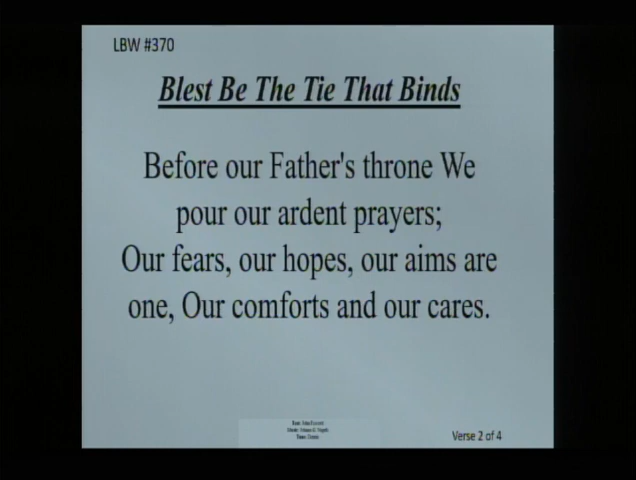 LBW #370
Blest Be The Tie That Binds
Before our Father's throne We
pour our ardent prayers;
Our fears, our hopes, our aims are
one, Our comforts and our cares.
Verse 2 of 4